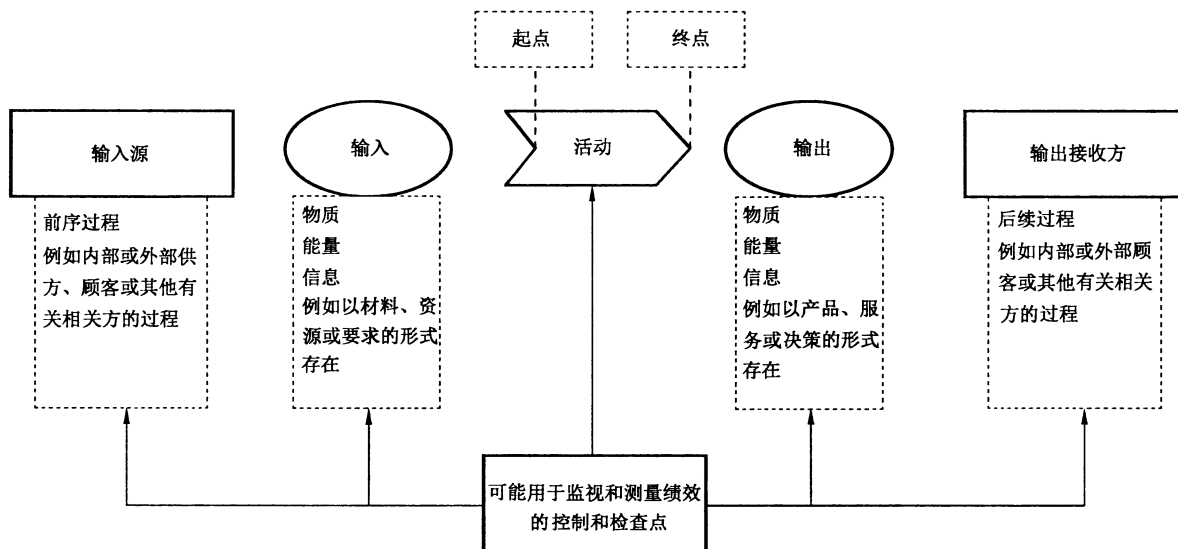 起点
终点
输入源
输入
活动
输出
输出接收方
前序过程
例如内部或外部供
方、顾客或其他有
关相关方的过程
物质
能量
信息
例如以材料、资
源或要求的形式
存在
物质
能量
信息
例如以产品、服
务或决策的形式
存在
后续过程
例如内部或外部顾
客或其他有关相关
方的过程
可能用于监视和测量绩效
的控制和检查点